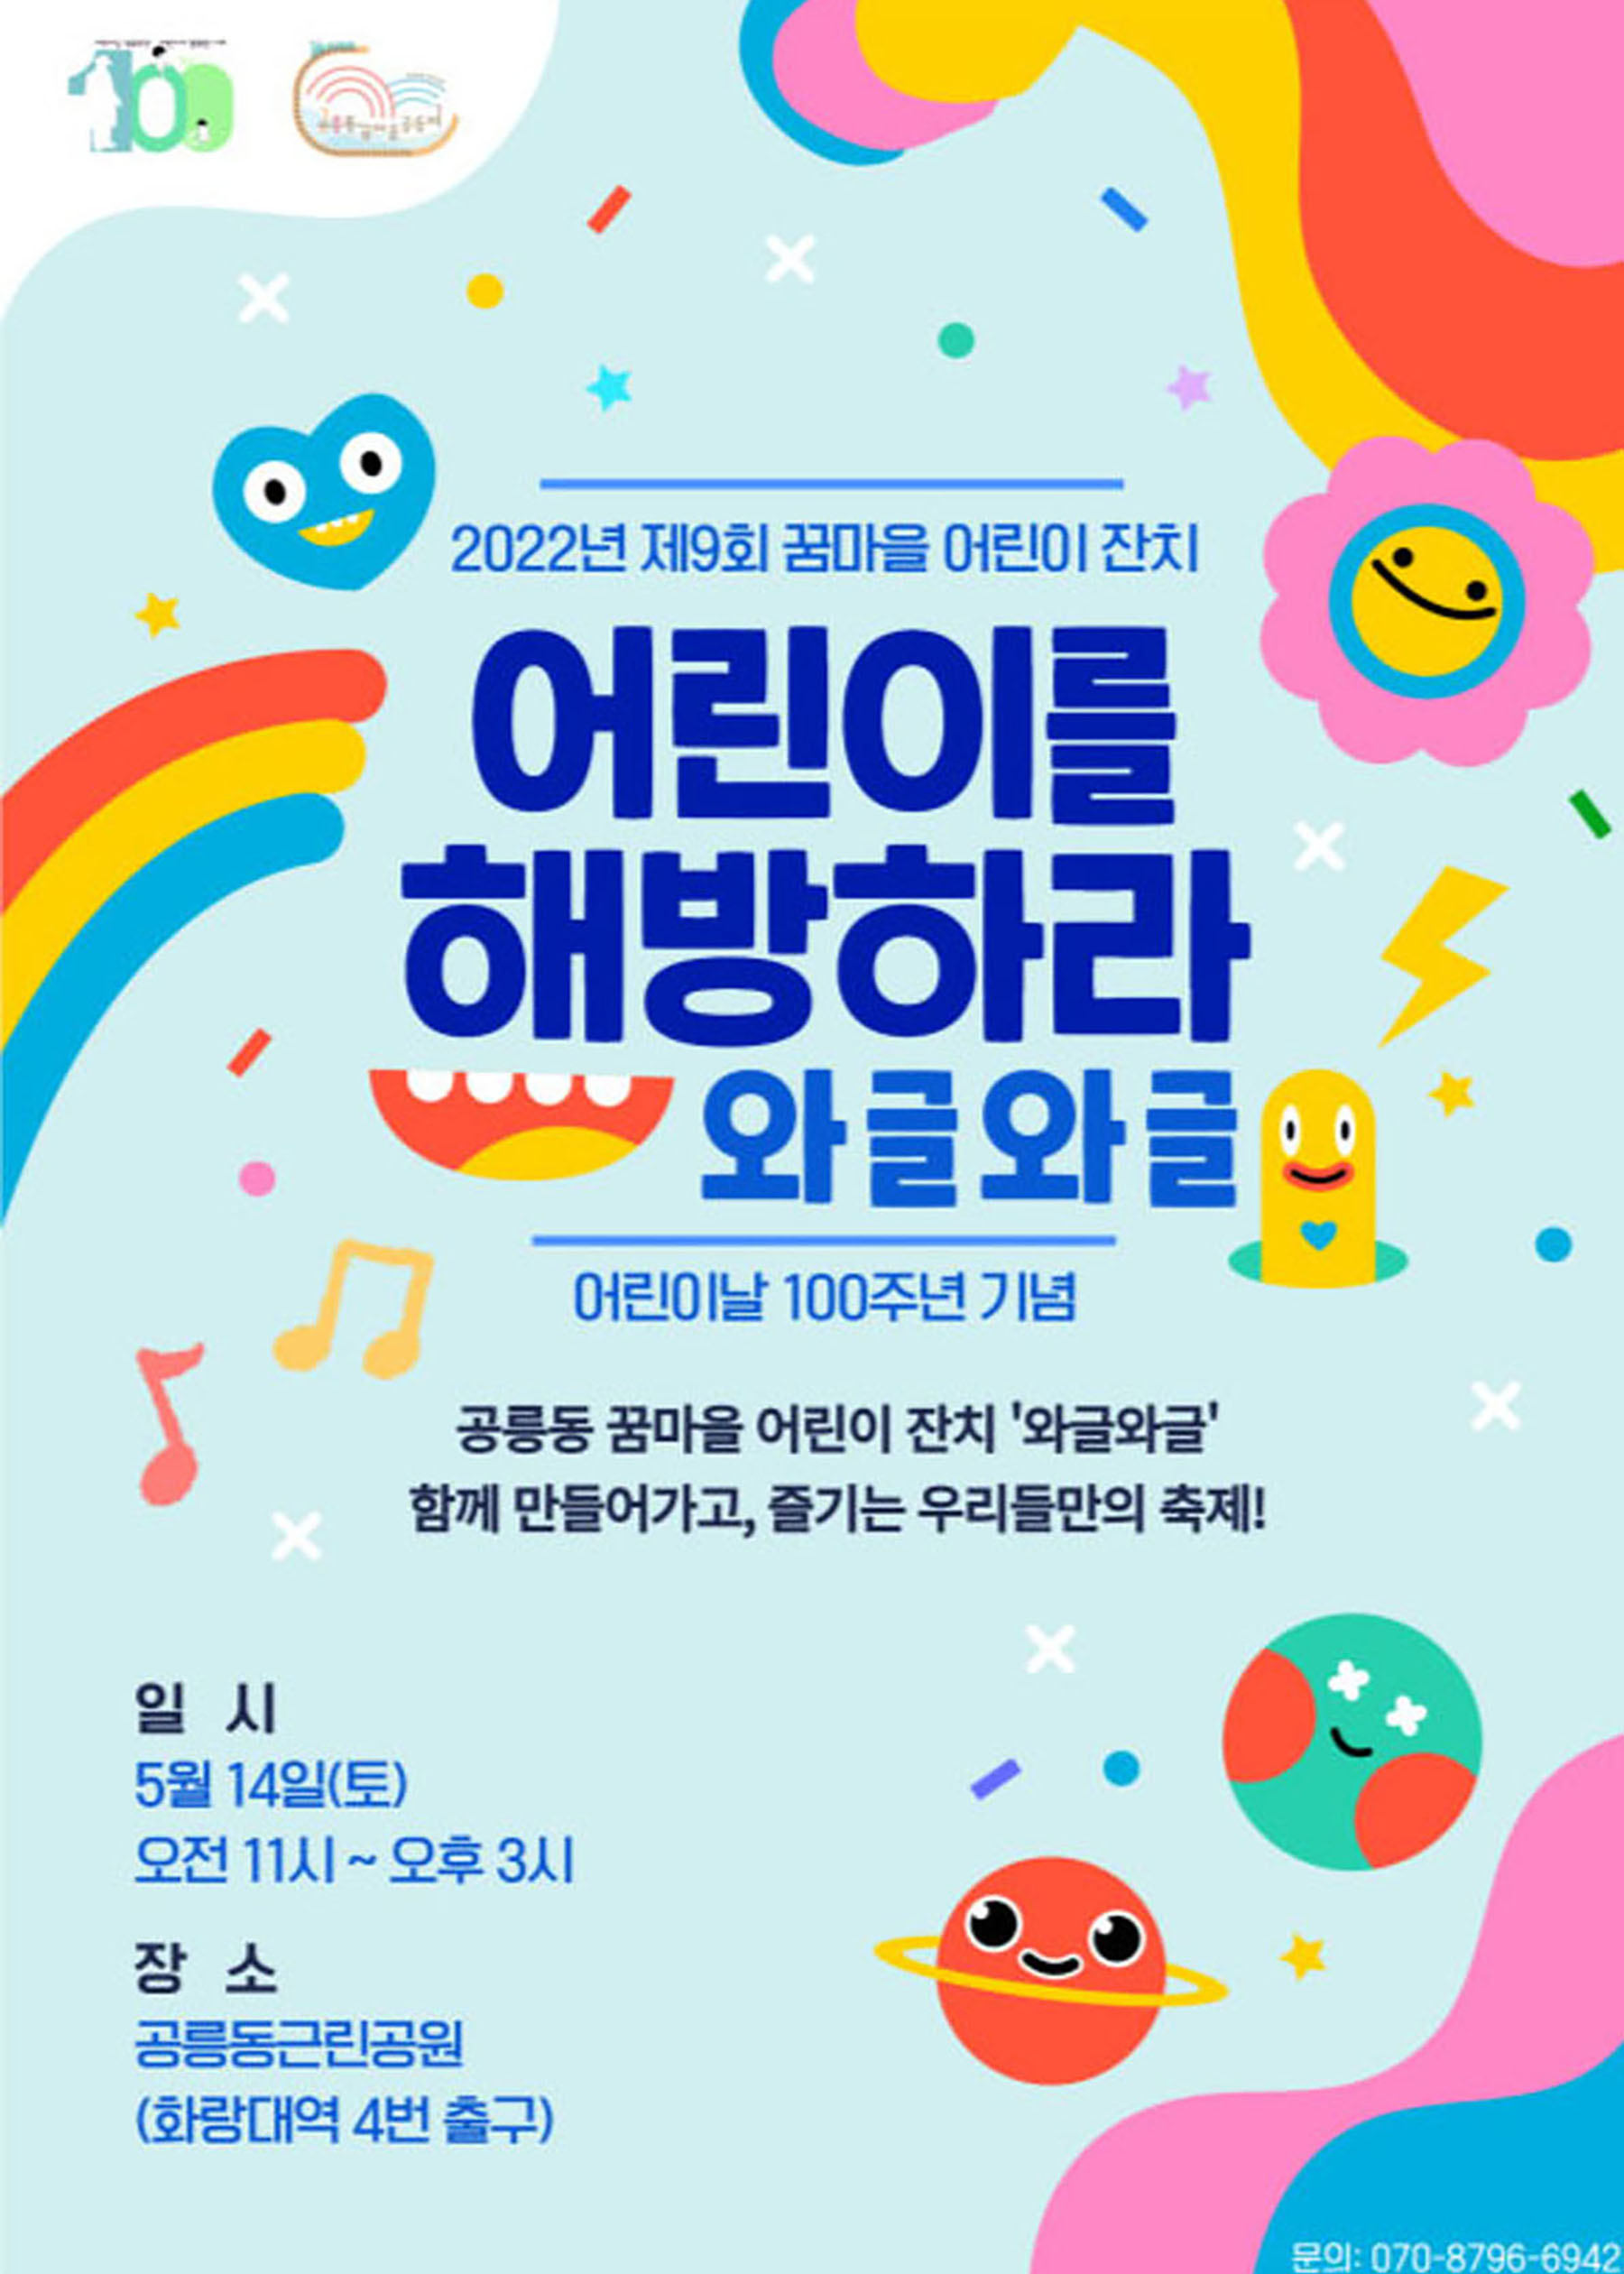 100
2022년 제9회 꿈마을 어린이 잔치
어린이를
해방하라
와글와글
어린이날 100주년 기념
공릉동 꿈마을 어린이 잔치 '와글와글'
함께 만들어가고, 즐기는 우리들만의 축제!
일 시
5월 14일(토)
오전 11시 ~ 오후 3시
장 소
공릉동근린공원
(화랑대역 4번 출구)
문의: 070-8796-6942